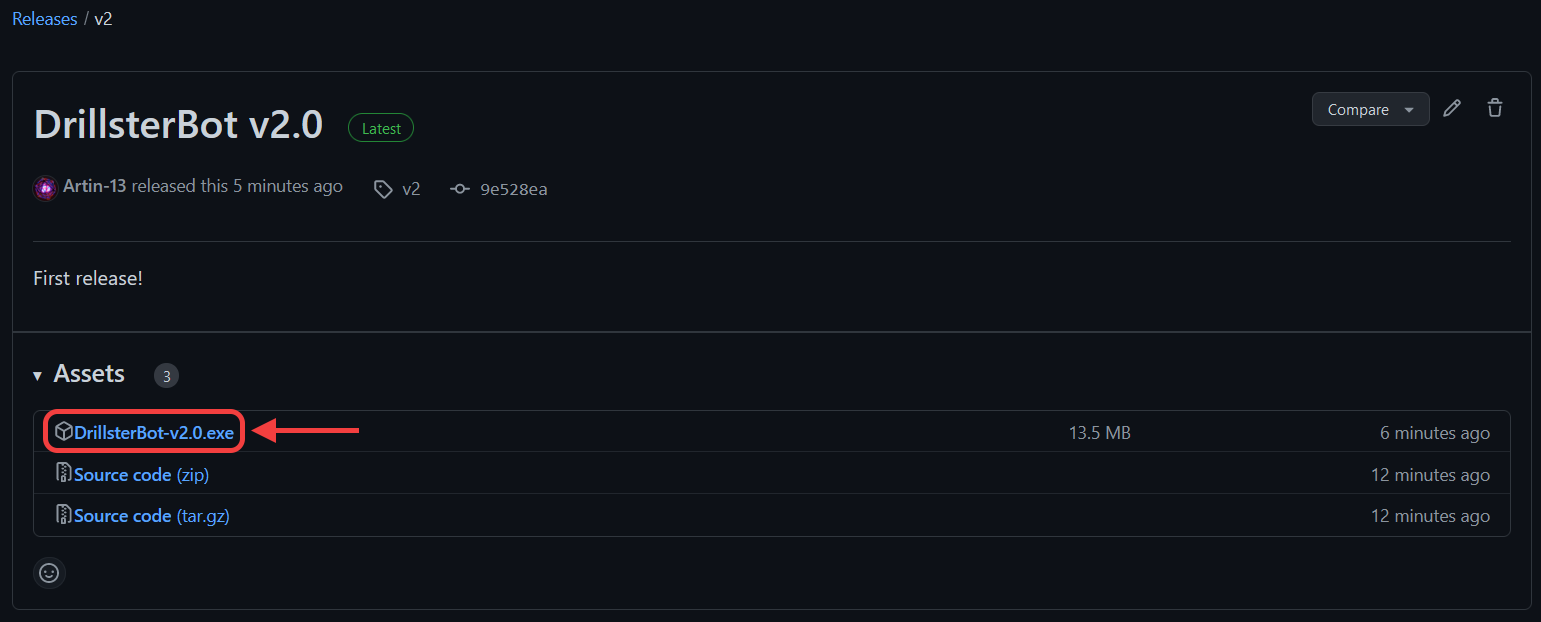 Releases / v2
DrillsterBot v2.0 Latest
Compare
Artin-13 released this 5 minutes ago v2 9e528ea
First release!
Assets 3
DrillsterBot-v2.0.exe 13.5 MB 6 minutes ago
Source code (zip) 12 minutes ago
Source code (tar.gz) 12 minutes ago